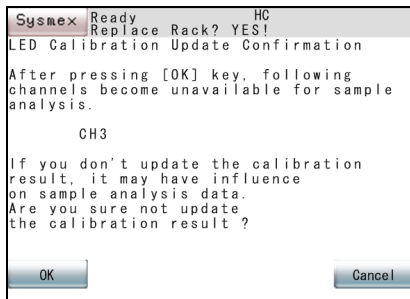 Sysmex Ready HC
Replace Rack? YES!
LED Calibration Update Confirmation
After pressing [OK] key, following
channels become unavailable for sample
analysis.
CH3
If you don't update the calibration
result, it may have influence
on sample analysis data.
Are you sure not update
the calibration result ?
OK Cancel